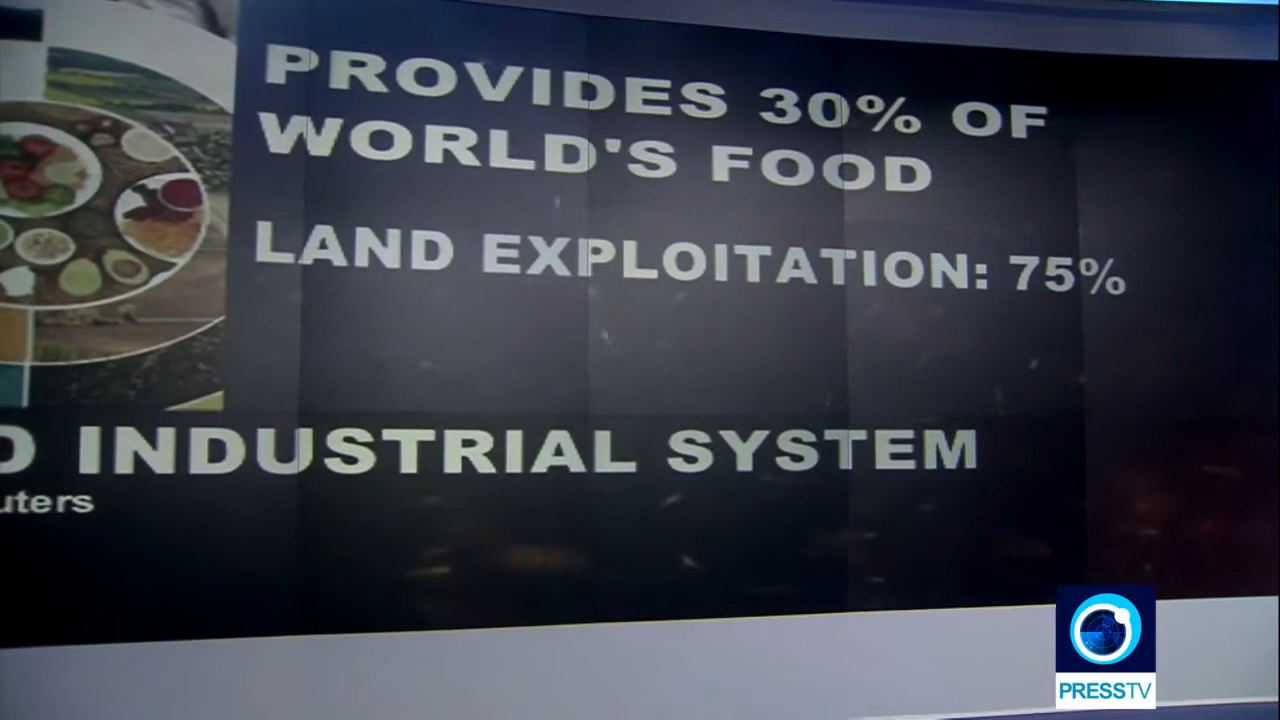 PROVIDES 30% OF
WORLD'S FOOD
LAND EXPLOITATION: 75%
INDUSTRIAL SYSTEM
PRESSTV